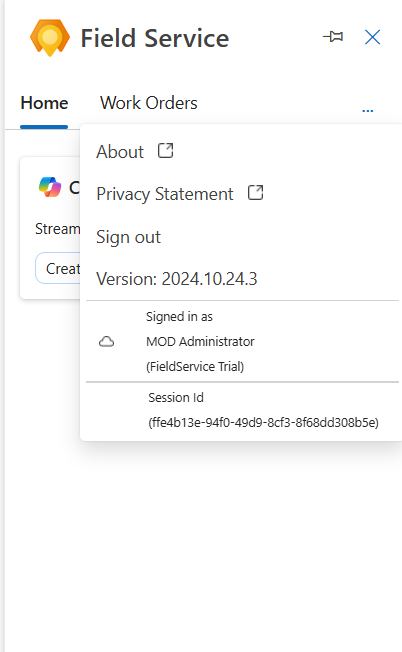 Field Service
Home Work Orders ...
About
Privacy Statement
Sign out
Version: 2024.10.24.3
Signed in as
MOD Administrator
(FieldService Trial)
Session Id
(ffe4b13e-94f0-49d9-8cf3-8f68dd308b5e)
C
Stream
Creat